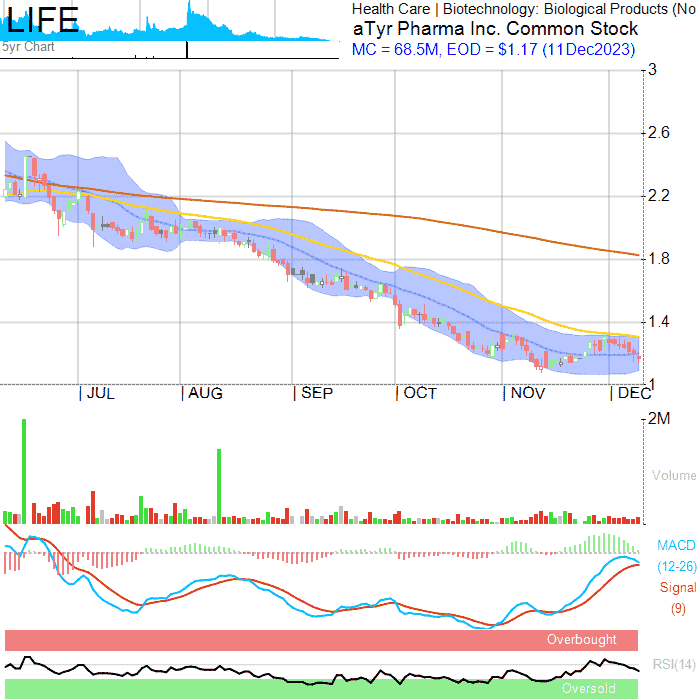 LIFE
5yr Chart
Health Care | Biotechnology: Biological Products (No
aTyr Pharma Inc. Common Stock
MC = 68.5M, EOD = $1.17 (11Dec2023)
3
2.6
2.2
1.8
1.4
1
| JUL | AUG | SEP | OCT | NOV | DEC
2M
Volume
MACD
(12-26)
Signal
(9)
Overbought
RSI(14)
Oversold